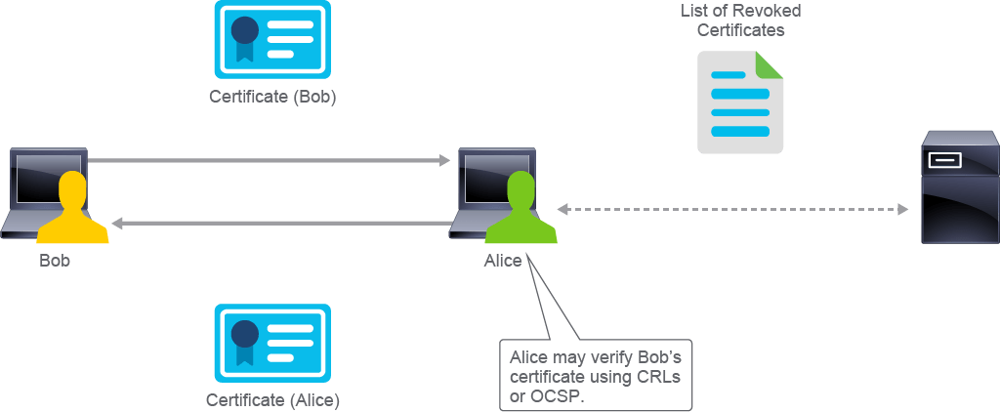 List of Revoked
Certificates
Certificate (Bob)
Bob
Alice
Alice may verify Bob’s
certificate using CRLs
or OCSP.
Certificate (Alice)